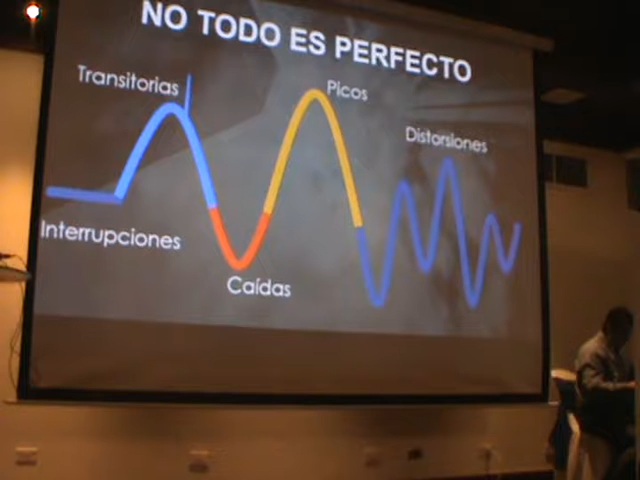 NO TODO ES PERFECTO
Transitorias
Picos
Distorsiones
Interrupciones
Caídas